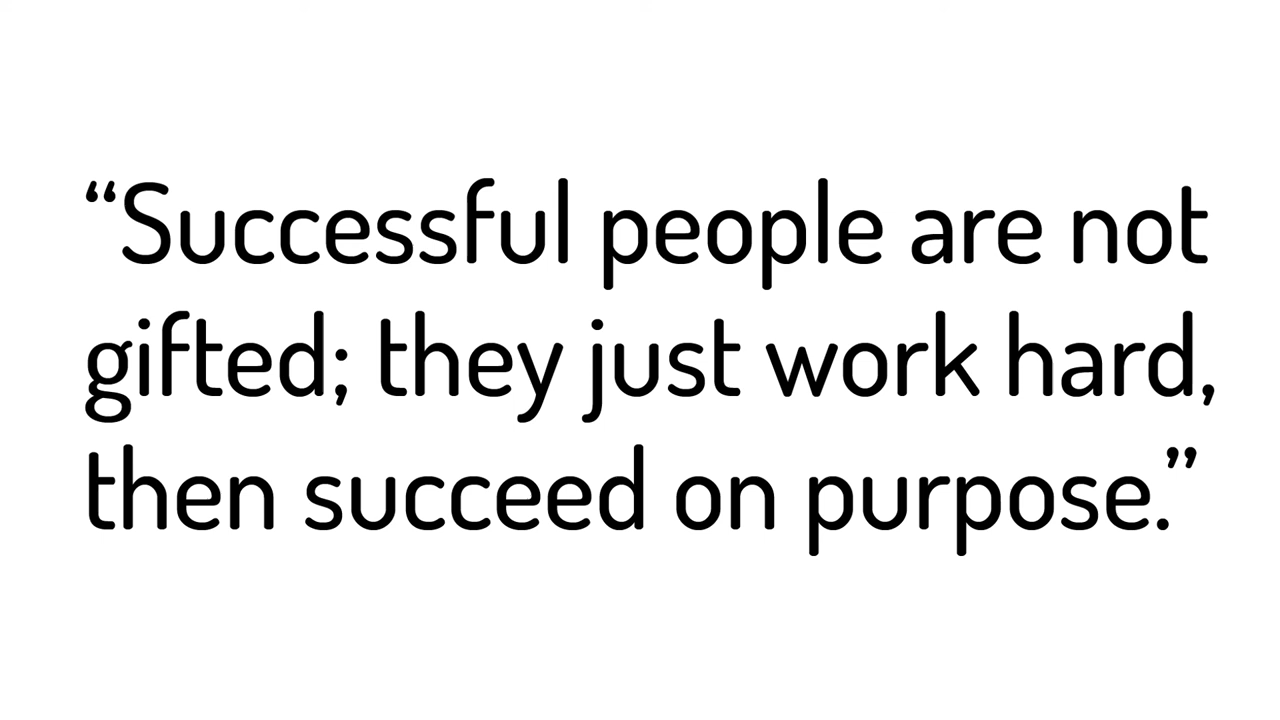 “Successful people are not
gifted; they just work hard,
then succeed on purpose.”